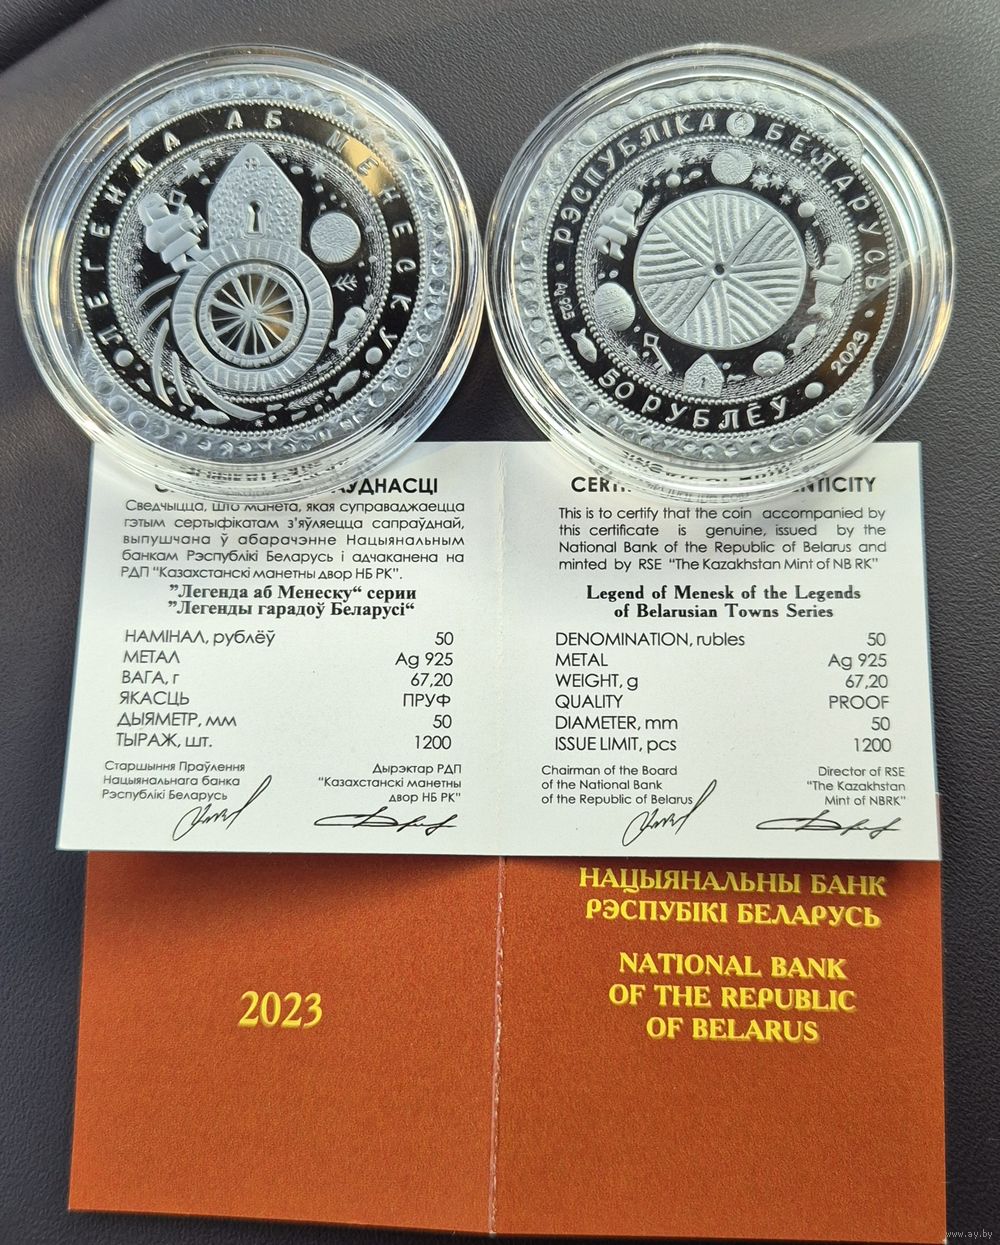 ЛЕГЕНДА АБ МЕНЕСКУ
РЭСПУБЛІКА БЕЛАРУСЬ
Ag 925
50 РУБЛЁЎ
2023
Сведчыцца, што манета, якая суправаджаецца
гэтым сертыфікатам з'яўляецца сапраўднай,
выпушчана ў абарачэнне Нацыянальным
банкам Рэспублікі Беларусь і адчаканена на
РДП "Казахстанскі манетны двор НБ РК".
"Легенда аб Менеску“ серии
"Легенды гарадоў Беларусі“
НАМІНАЛ, рублёў 50
МЕТАЛ Ag 925
ВАГА, г 67,20
ЯКАСЦЬ ПРУФ
ДЫЯМЕТР, мм 50
ТЫРАЖ, шт. 1200
Старшыня Праўлення
Нацыянальнага банка
Рэспублікі Беларусь
Дырэктар РДП
"Казахстанскі манетны
двор НБ РК"
This is to certify that the coin accompanied by
this certificate is genuine, issued by the
National Bank of the Republic of Belarus and
minted by RSE "The Kazakhstan Mint of NB RK"
Legend of Menesk of the Legends
of Belarusian Towns Series
DENOMINATION, rubles 50
METAL Ag 925
WEIGHT, g 67,20
QUALITY PROOF
DIAMETER, mm 50
ISSUE LIMIT, pcs 1200
Chairman of the Board
of the National Bank
of the Republic of Belarus
Director of RSE
"The Kazakhstan
Mint of NBRK"
2023
НАЦЫЯНАЛЬНЫ БАНК
РЭСПУБІКІ БЕЛАРУСЬ
NATIONAL BANK
OF THE REPUBLIC
OF BELARUS
www.ay.by